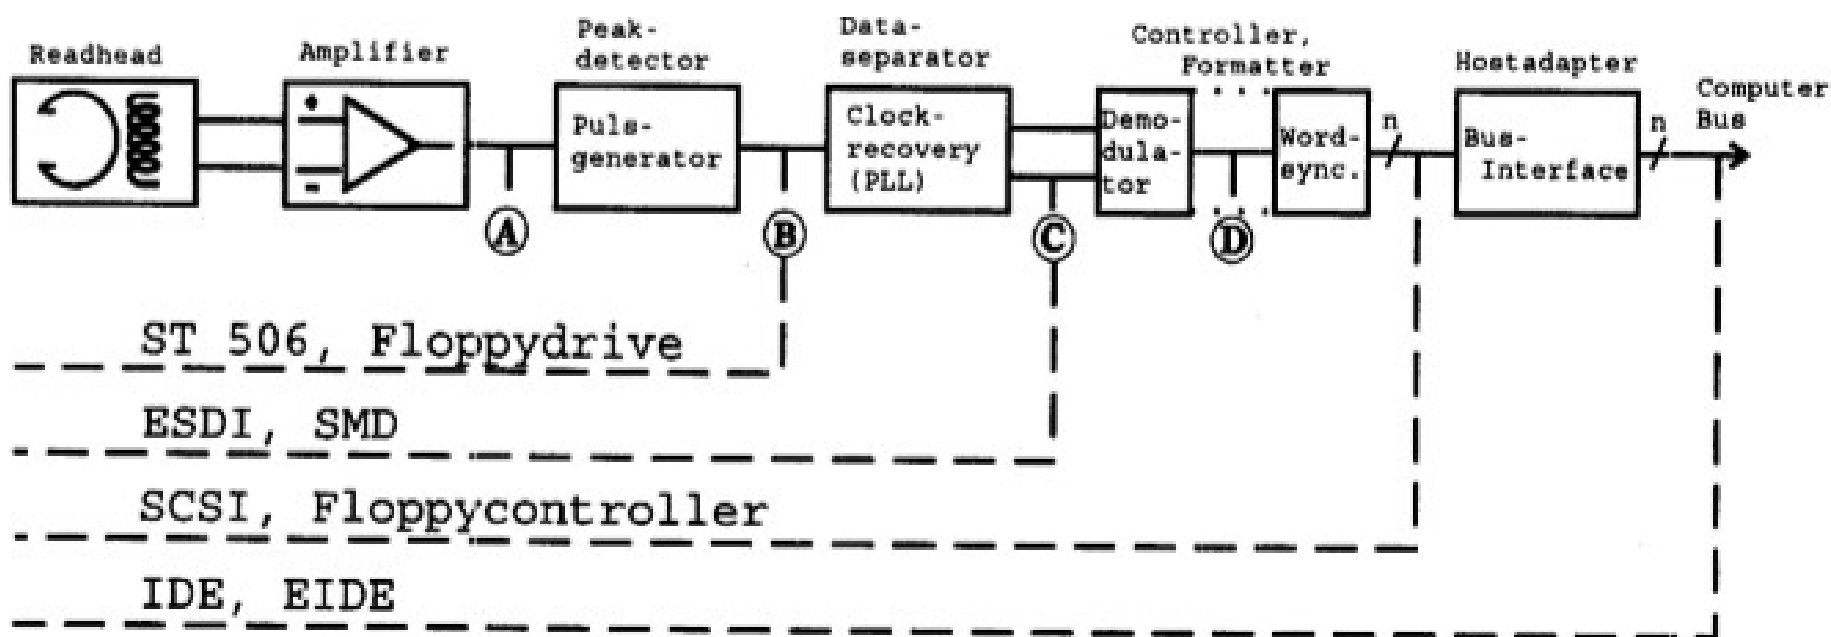 Readhead
Amplifier
Peak-
detector
Data-
separator
Controller,
Formatter
Hostadapter
Computer
Bus
+
-
Puls-
generator
Clock-
recovery
(PLL)
Demo-
dula-
tor
Word-
sync.
n
Bus-
Interface
n
A
B
C
D
ST 506, Floppydrive
ESDI, SMD
SCSI, Floppycontroller
IDE, EIDE